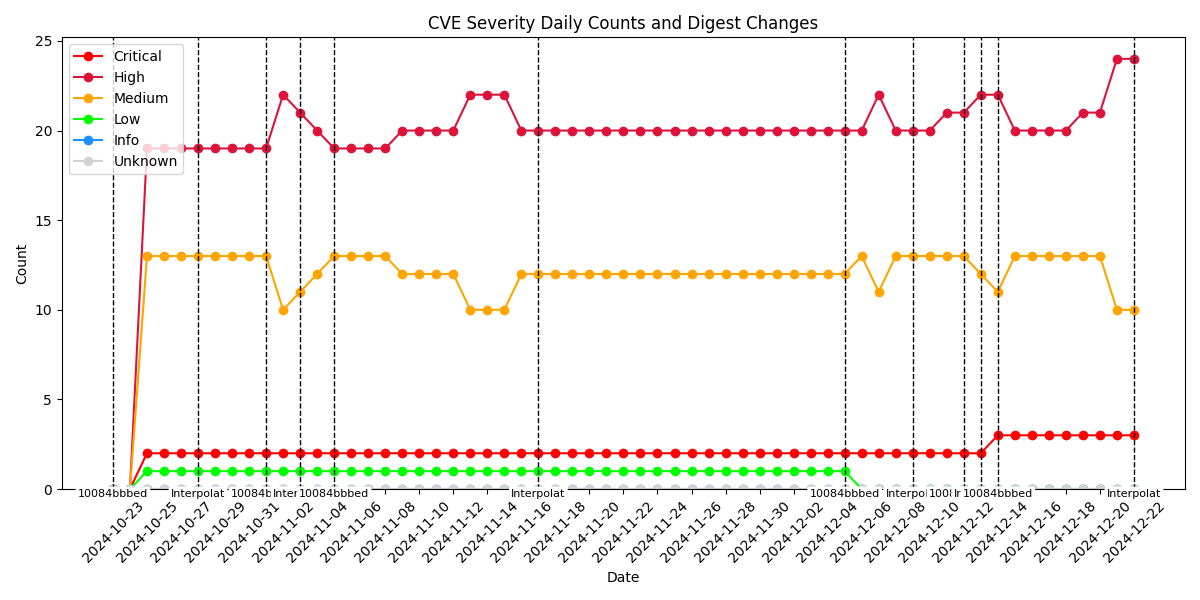 CVE Severity Daily Counts and Digest Changes
Critical
High
Medium
Low
Info
Unknown
25
20
15
10
5
0
Count
10084bbbed
Interpolat
10084b
Inter
10084bbbed
Interpolat
10084bbbed
Interpol
100
10084bbbed
Interpolat
2024-10-23
2024-10-25
2024-10-27
2024-10-29
2024-10-31
2024-11-02
2024-11-04
2024-11-06
2024-11-08
2024-11-10
2024-11-12
2024-11-14
2024-11-16
2024-11-18
2024-11-20
2024-11-22
2024-11-24
2024-11-26
2024-11-28
2024-11-30
2024-12-02
2024-12-04
2024-12-06
2024-12-08
2024-12-10
2024-12-12
2024-12-14
2024-12-16
2024-12-18
2024-12-20
2024-12-22
Date